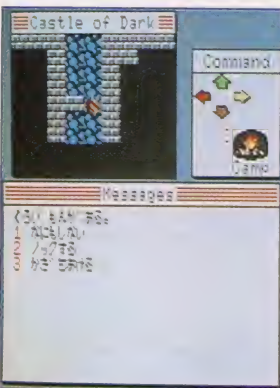 Castle of Dark
Command
Camp
Messages
くろい もんが ある。
1 なにもしない
2 ノックする
3 かぎをあける